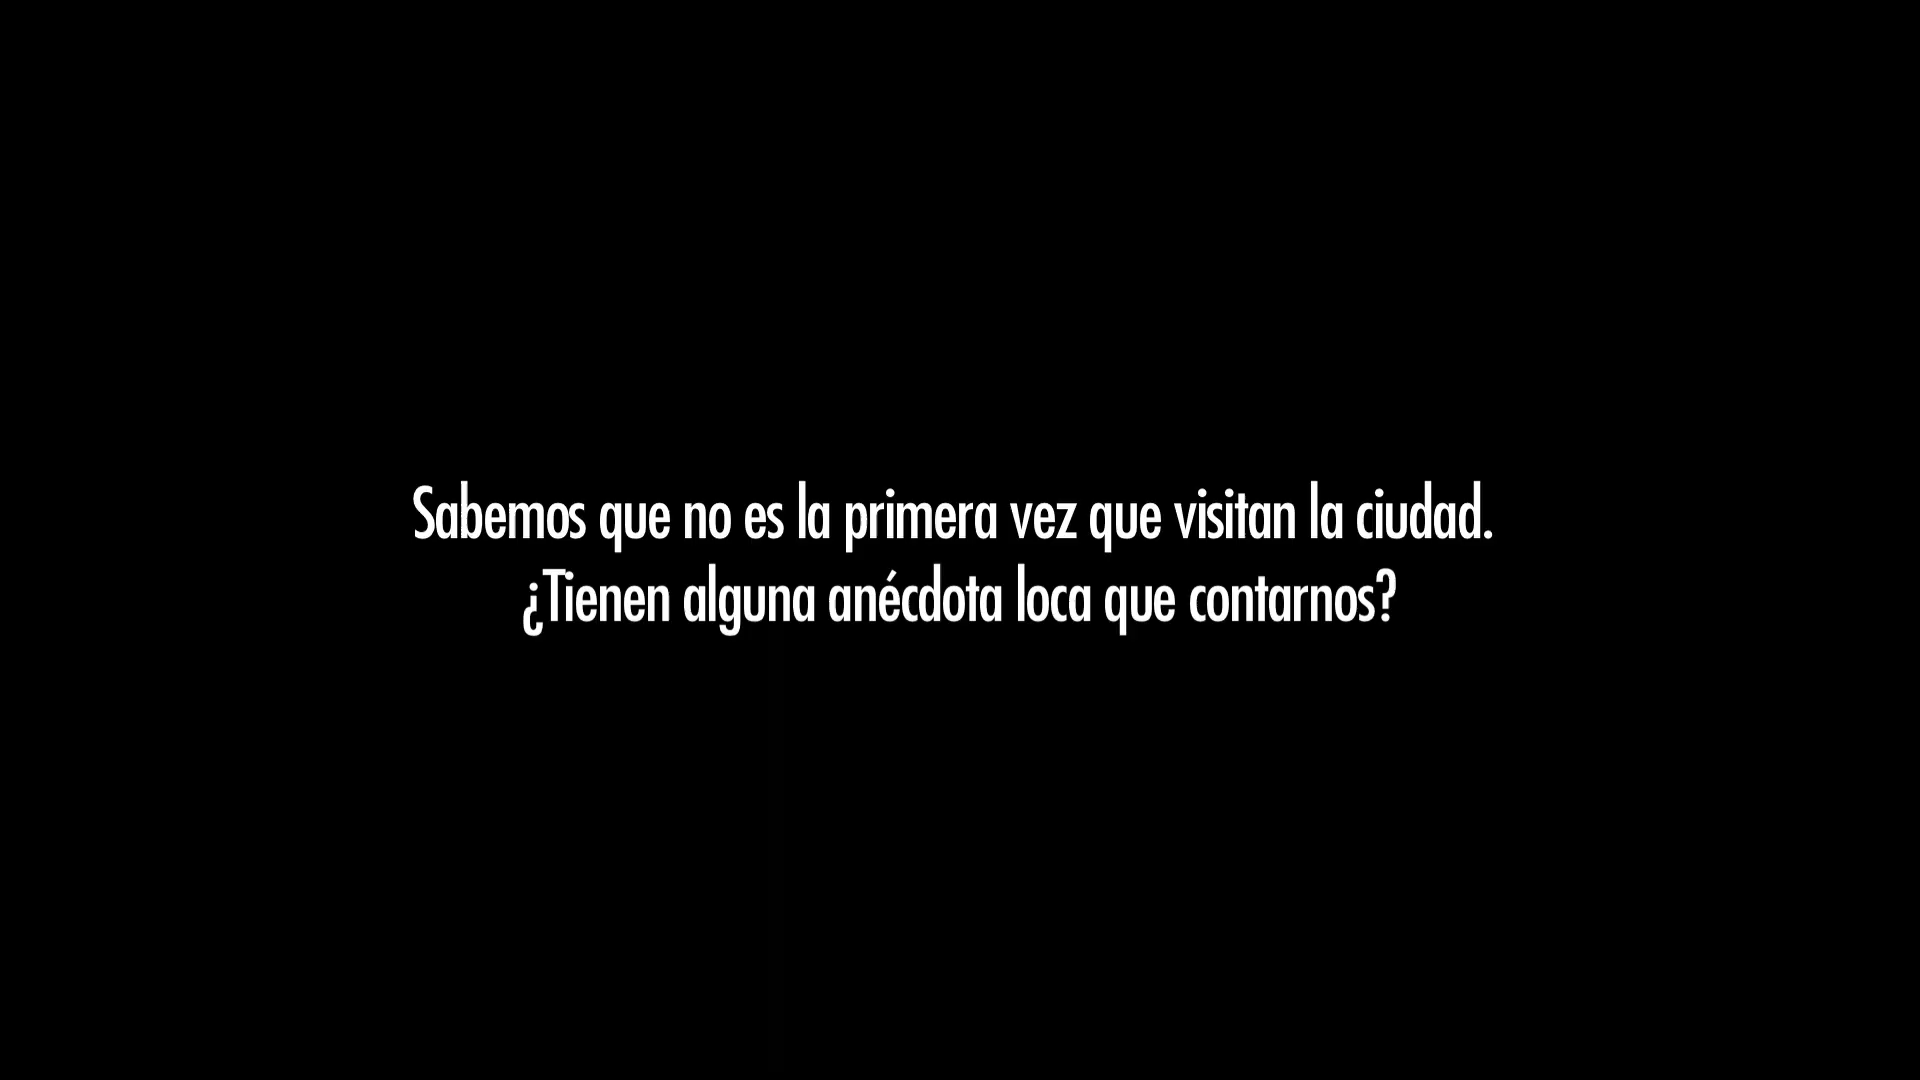 Sabemos que no es la primera vez que visitan la ciudad.
¿Tienen alguna anécdota loca que contarnos?